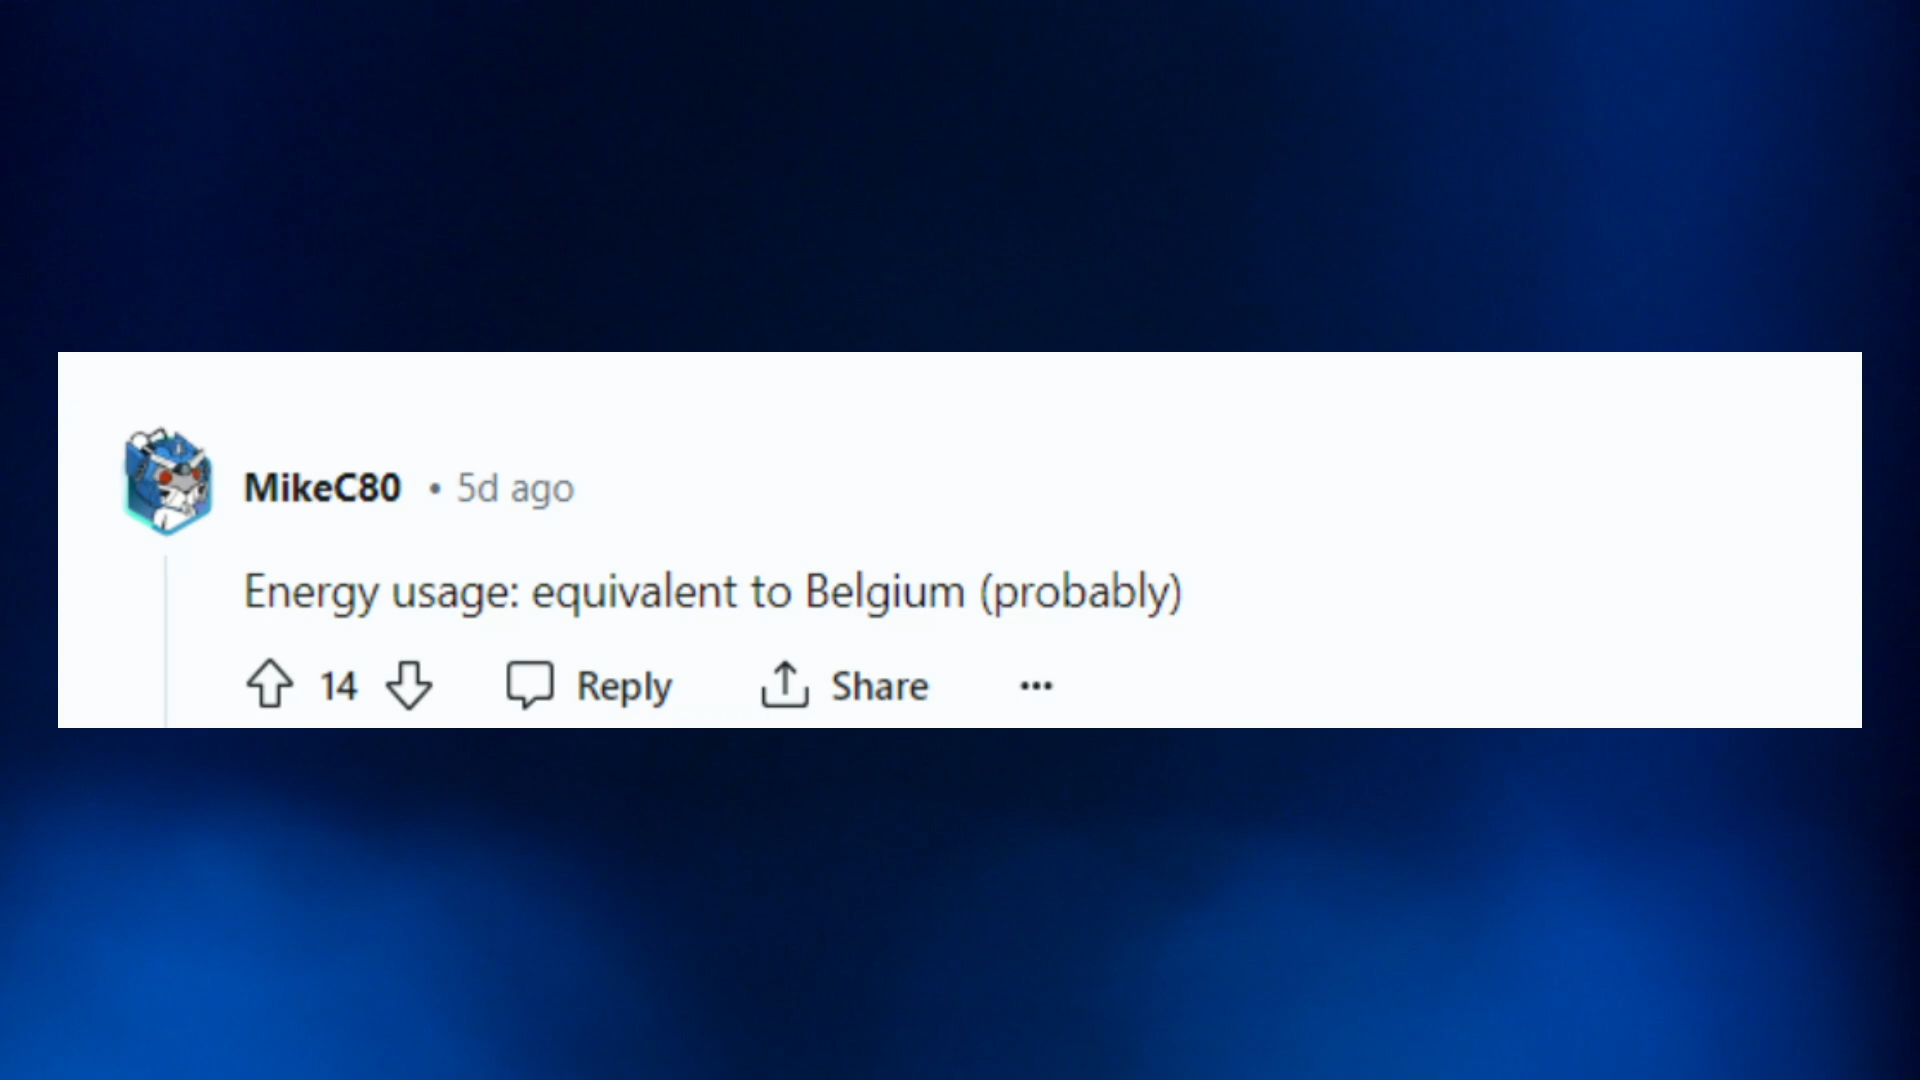 MikeC80 • 5d ago
Energy usage: equivalent to Belgium (probably)
14 Reply Share ...